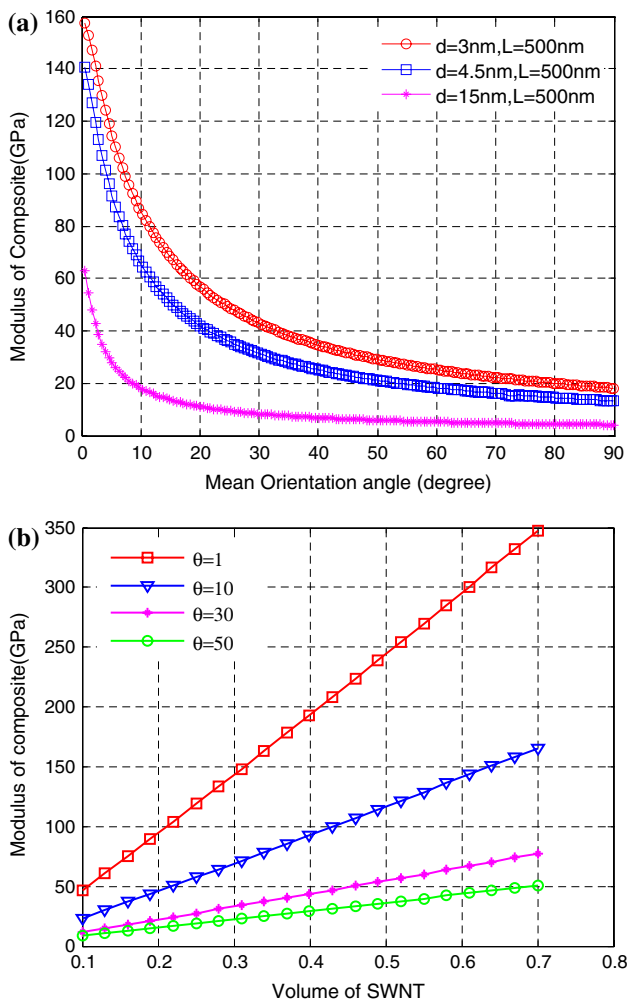 (a)
160
140
120
100
80
60
40
20
0
Modulus of Compsoite(GPa)
d=3nm,L=500nm
d=4.5nm,L=500nm
d=15nm,L=500nm
0 10 20 30 40 50 60 70 80 90
Mean Orientation angle (degree)
(b)
350
300
250
200
150
100
50
0
Modulus of composite(GPa)
θ=1
θ=10
θ=30
θ=50
0.1 0.2 0.3 0.4 0.5 0.6 0.7 0.8
Volume of SWNT